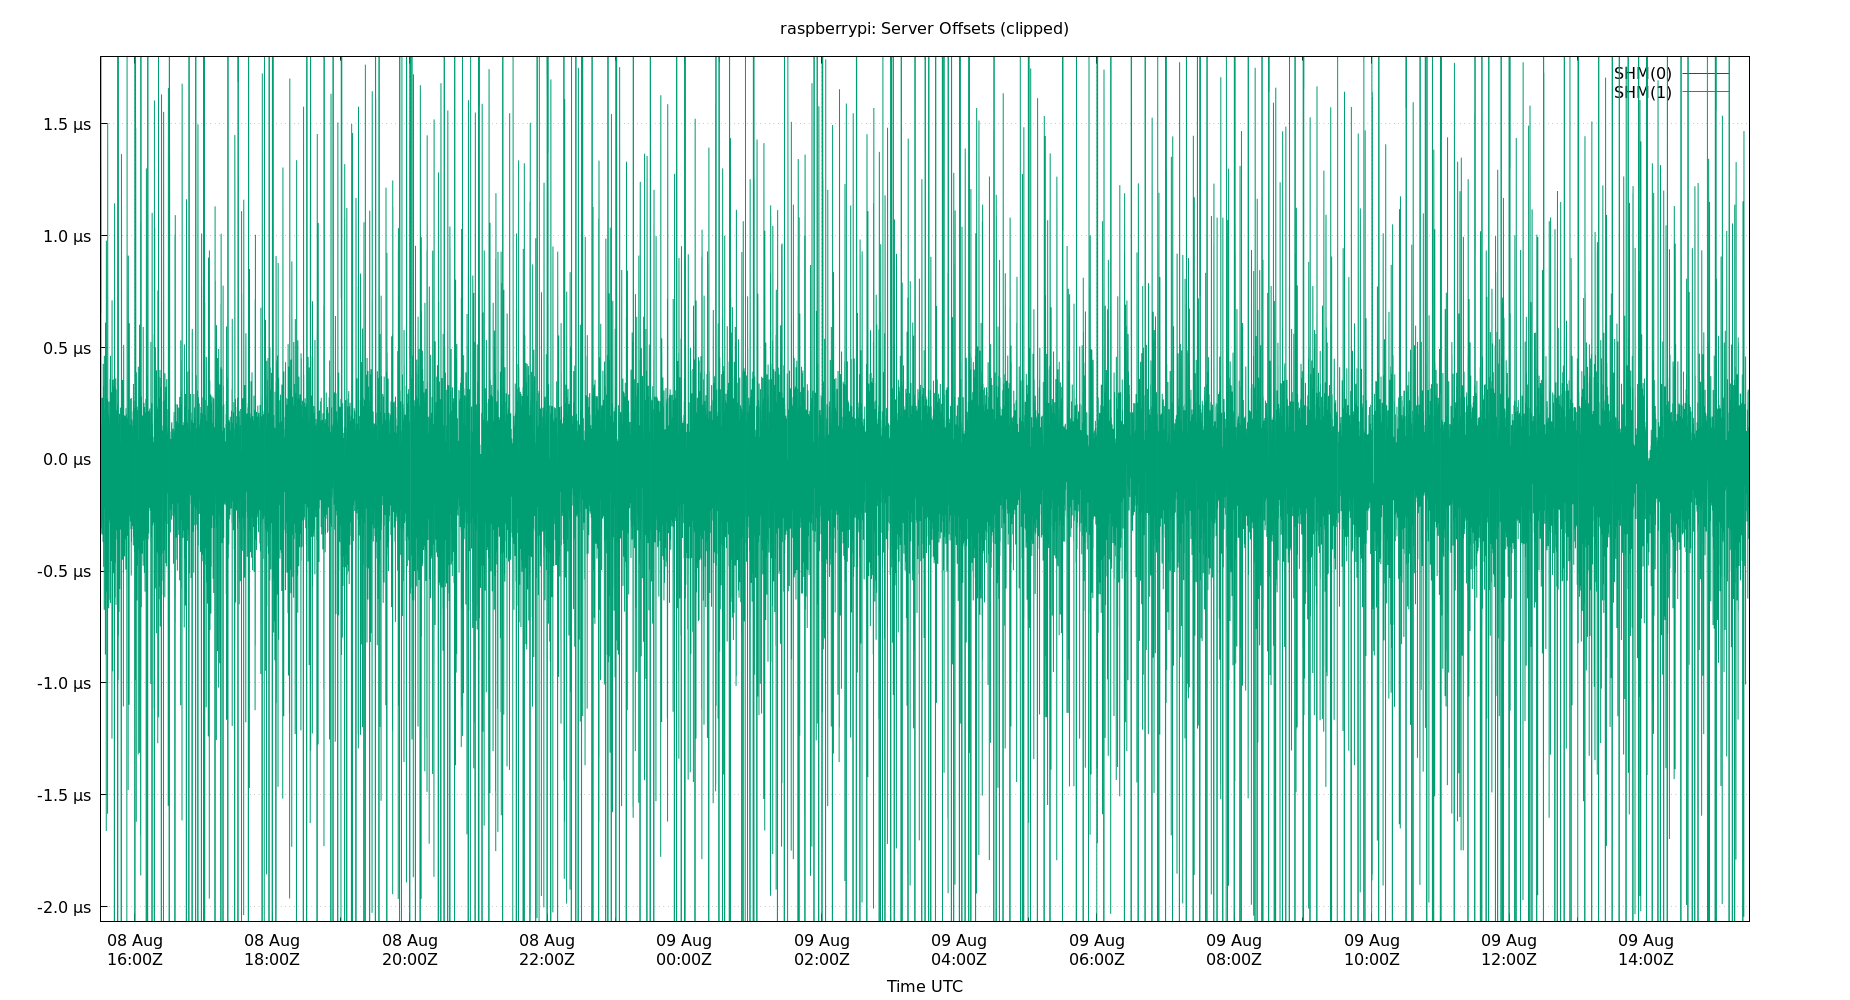 raspberrypi: Server Offsets (clipped)
SHM(0)
SHM(1)
1.5 µs
1.0 µs
0.5 µs
0.0 µs
-0.5 µs
-1.0 µs
-1.5 µs
-2.0 µs
08 Aug 08 Aug 08 Aug 08 Aug 09 Aug 09 Aug 09 Aug 09 Aug 09 Aug 09 Aug 09 Aug 09 Aug
16:00Z 18:00Z 20:00Z 22:00Z 00:00Z 02:00Z 04:00Z 06:00Z 08:00Z 10:00Z 12:00Z 14:00Z
Time UTC